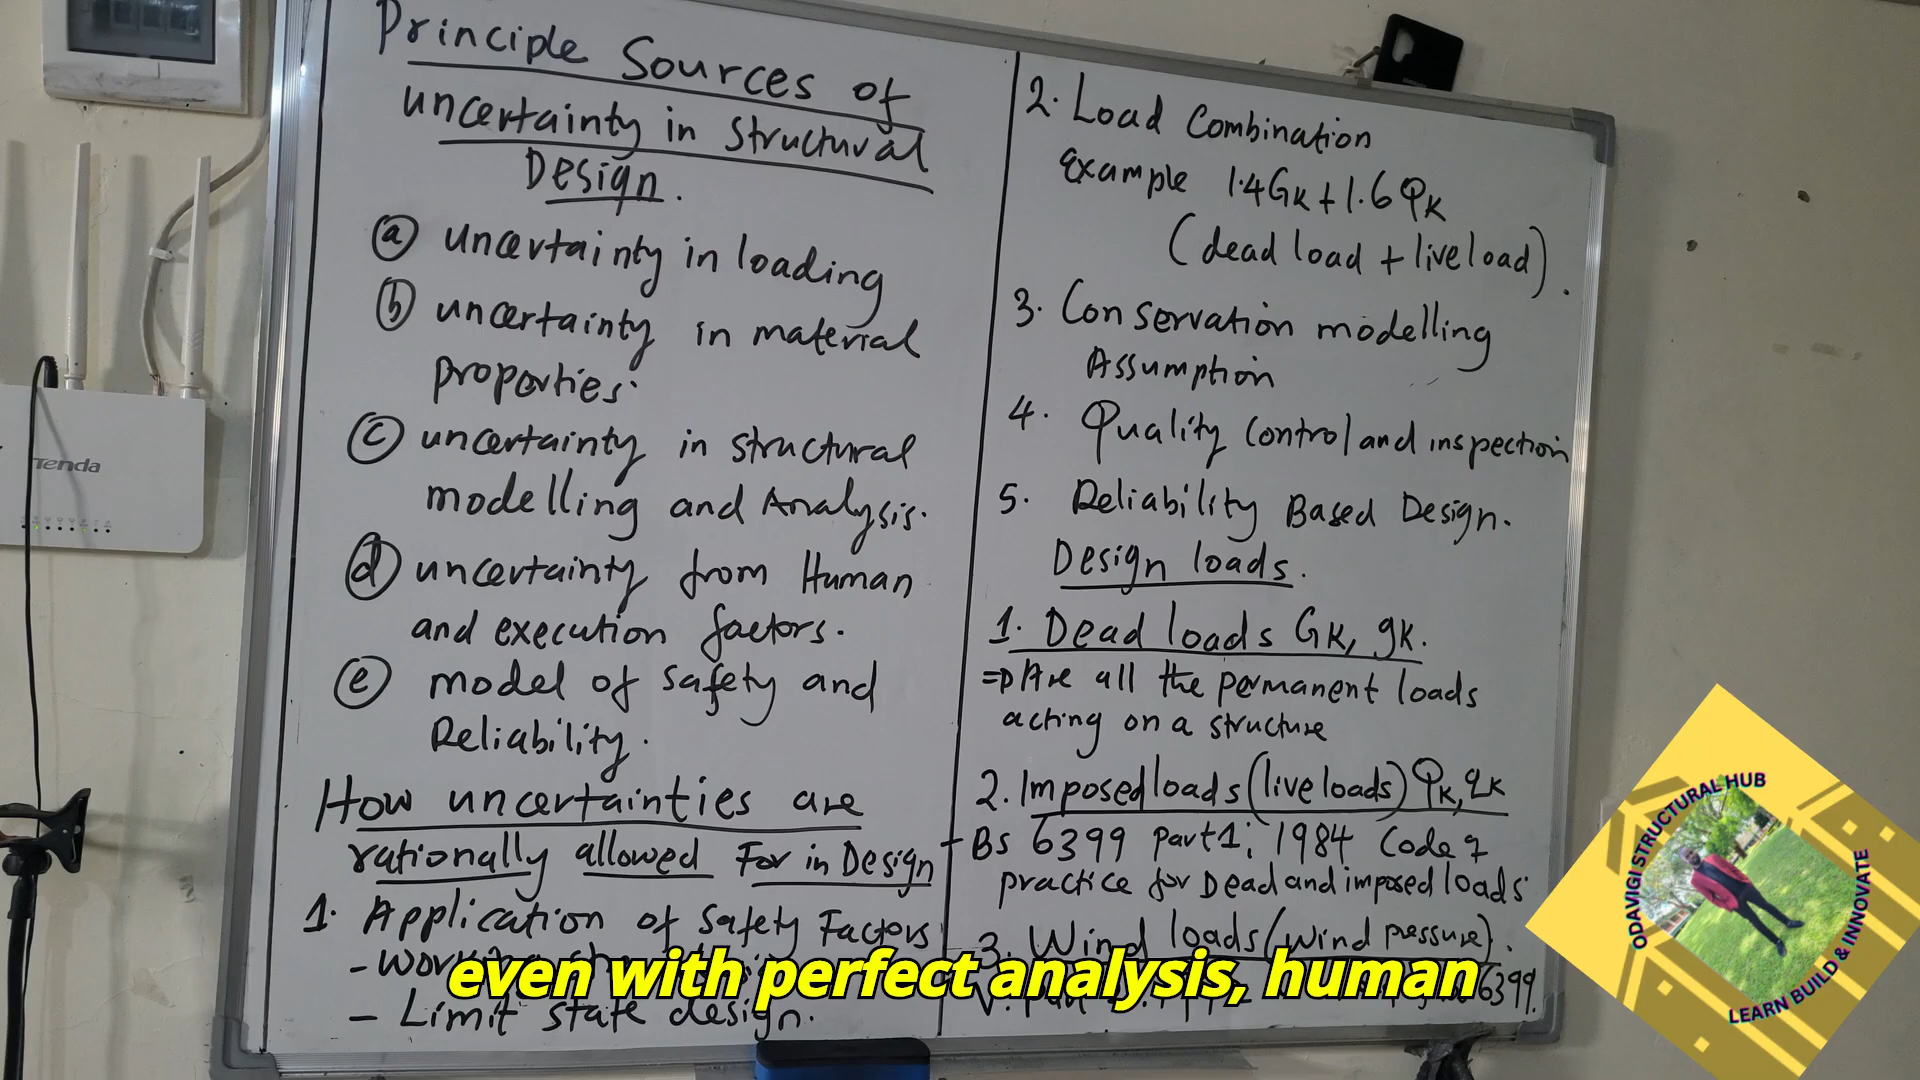 Principle Sources of
uncertainty in Structural
Design.
(a) uncertainty in loading
(b) uncertainty in material
properties.
(c) uncertainty in structural
modelling and Analysis.
(d) uncertainty from Human
and execution factors.
(e) model of safety and
Reliability.
How uncertainties are
rationally allowed For in Design
1. Application of Safety Factors
- Limit state design.
2. Load Combination
Example 1.4GK+1.6QK
(dead load + live load).
3. Conservation modelling
Assumption
4. Quality Control and inspection
5. Reliability Based Design.
Design loads.
1. Dead loads GK, gK.
=> Are all the permanent loads
acting on a structure
2. Imposed loads (live loads) QK, qK
- BS 6399 part 1; 1984 Code of
practice for Dead and imposed loads.
3. Wind loads (wind pressure).
6399.
even with perfect analysis, human
Tenda
ODAVIGI STRUCTURAL HUB
LEARN BUILD & INNOVATE